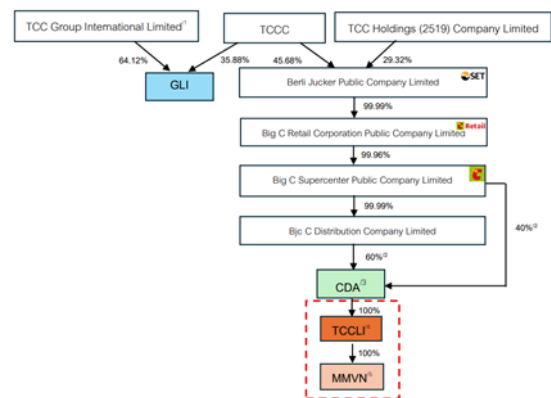 TCC Group International Limited/1
TCCC
TCC Holdings (2519) Company Limited
64.12%
35.88%
45.68%
29.32%
GLI
Berli Jucker Public Company Limited
SET
99.99%
Big C Retail Corporation Public Company Limited
Retail
99.96%
Big C Supercenter Public Company Limited
99.99%
40%/2
Bjc C Distribution Company Limited
60%/2
CDA/3
100%
TCCLI
100%
MMVN